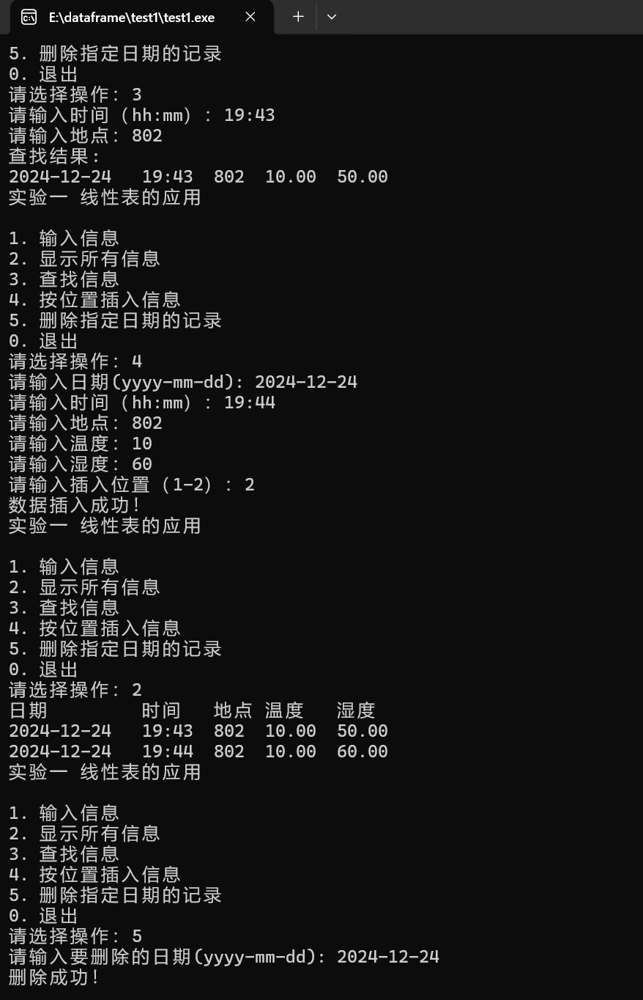 E:\dataframe\test1\test1.exe
5. 删除指定日期的记录
0. 退出
请选择操作: 3
请输入时间（hh:mm）: 19:43
请输入地点: 802
查找结果:
2024-12-24   19:43  802  10.00  50.00
实验一 线性表的应用
1. 输入信息
2. 显示所有信息
3. 查找信息
4. 按位置插入信息
5. 删除指定日期的记录
0. 退出
请选择操作: 4
请输入日期(yyyy-mm-dd): 2024-12-24
请输入时间（hh:mm）: 19:44
请输入地点: 802
请输入温度: 10
请输入湿度: 60
请输入插入位置（1-2）: 2
数据插入成功!
实验一 线性表的应用
1. 输入信息
2. 显示所有信息
3. 查找信息
4. 按位置插入信息
5. 删除指定日期的记录
0. 退出
请选择操作: 2
日期         时间   地点 温度   湿度
2024-12-24   19:43  802  10.00  50.00
2024-12-24   19:44  802  10.00  60.00
实验一 线性表的应用
1. 输入信息
2. 显示所有信息
3. 查找信息
4. 按位置插入信息
5. 删除指定日期的记录
0. 退出
请选择操作: 5
请输入要删除的日期(yyyy-mm-dd): 2024-12-24
删除成功!